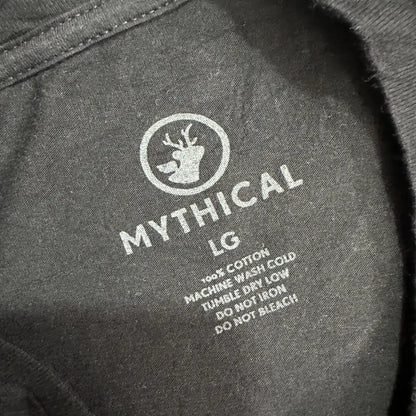 MYTHICAL
LG
100% COTTON
MACHINE WASH COLD
TUMBLE DRY LOW
DO NOT IRON
DO NOT BLEACH